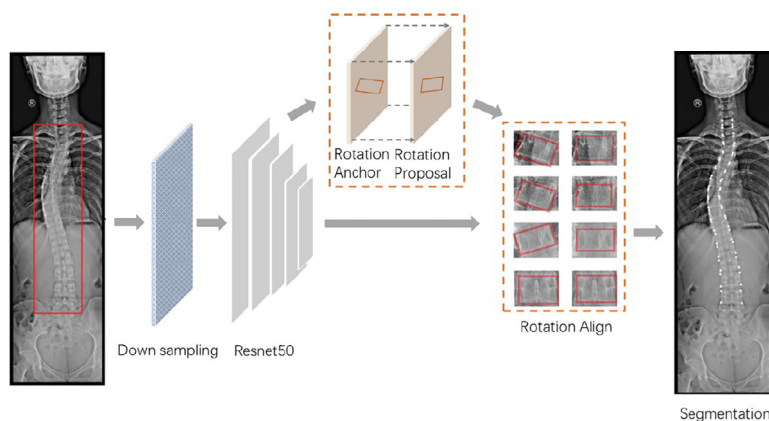 ®
®
Rotation Rotation
Anchor Proposal
Down sampling
Resnet50
Rotation Align
Segmentation